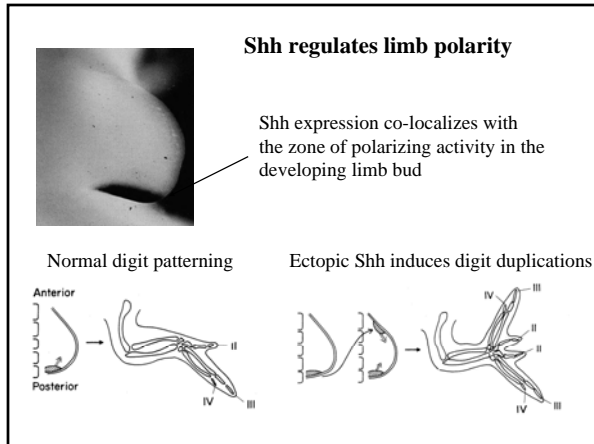 Shh regulates limb polarity
Shh expression co-localizes with
the zone of polarizing activity in the
developing limb bud
Normal digit patterning
Ectopic Shh induces digit duplications
Anterior
II
Posterior
IV
III
IV
III
II
II
IV
III